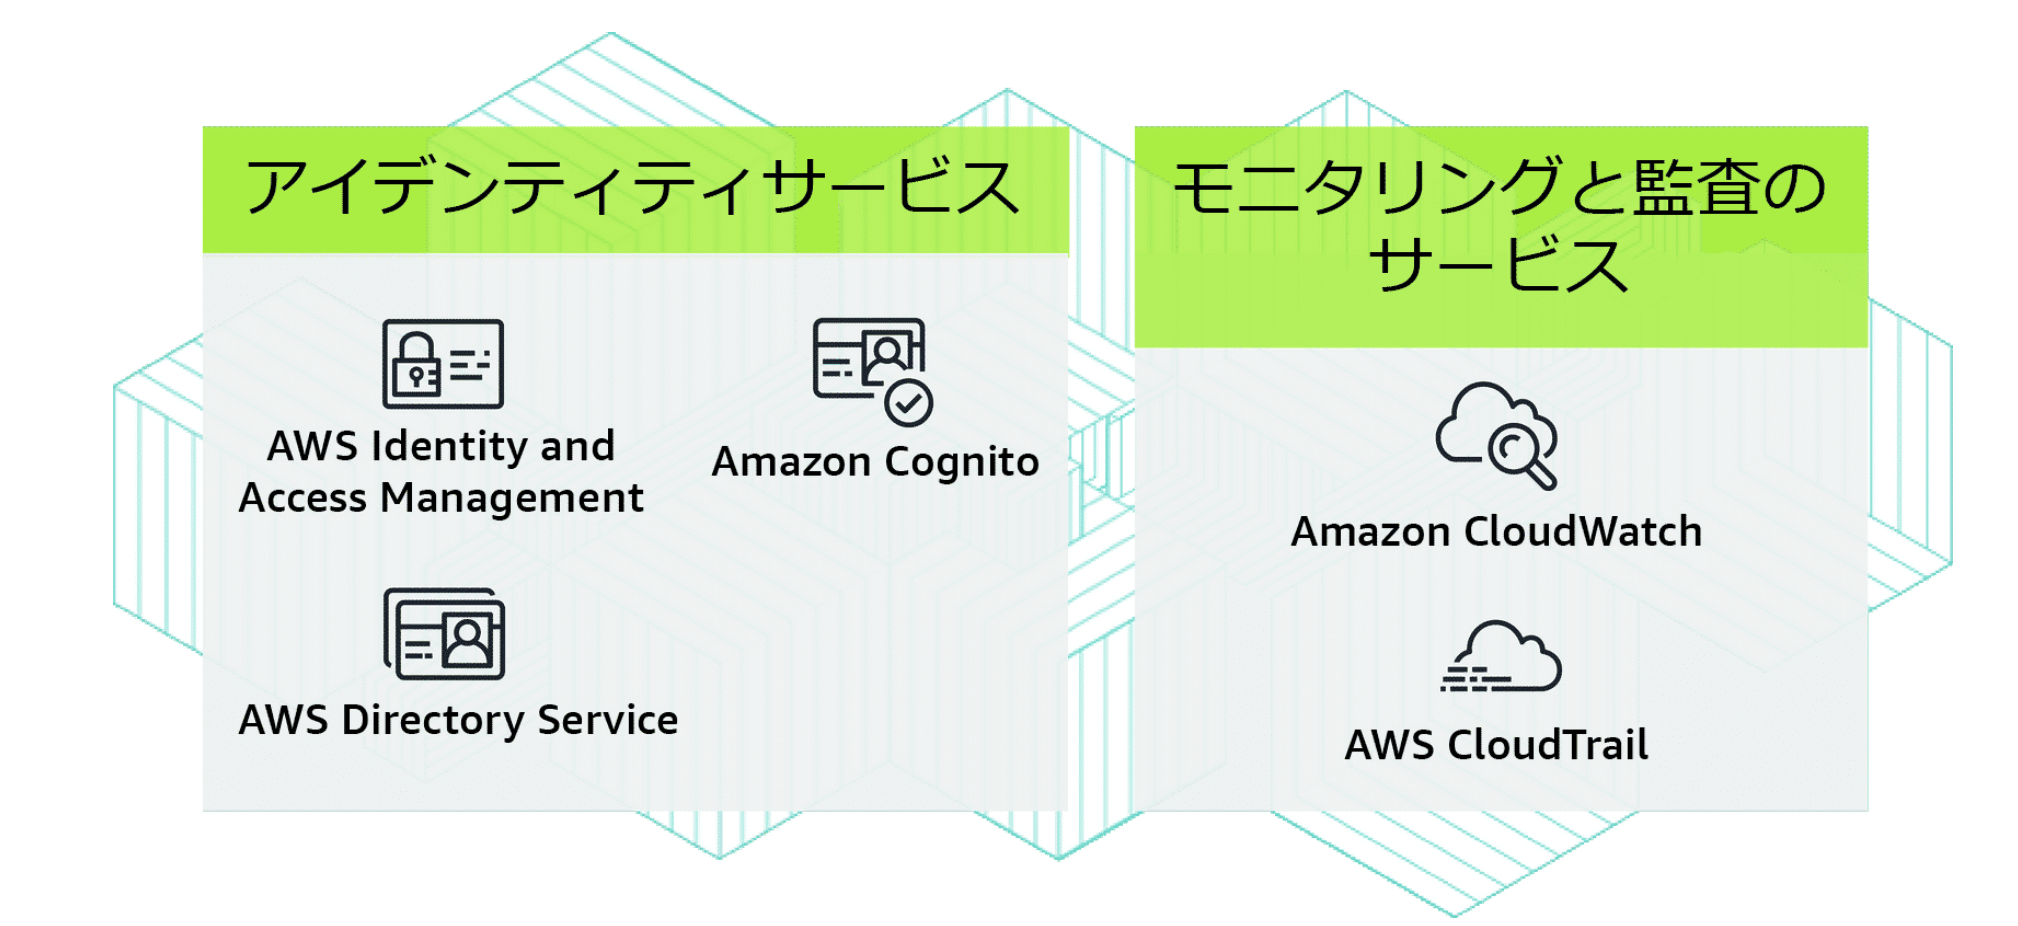 アイデンティティサービス
AWS Identity and
Access Management
Amazon Cognito
AWS Directory Service
モニタリングと監査の
サービス
Amazon CloudWatch
AWS CloudTrail